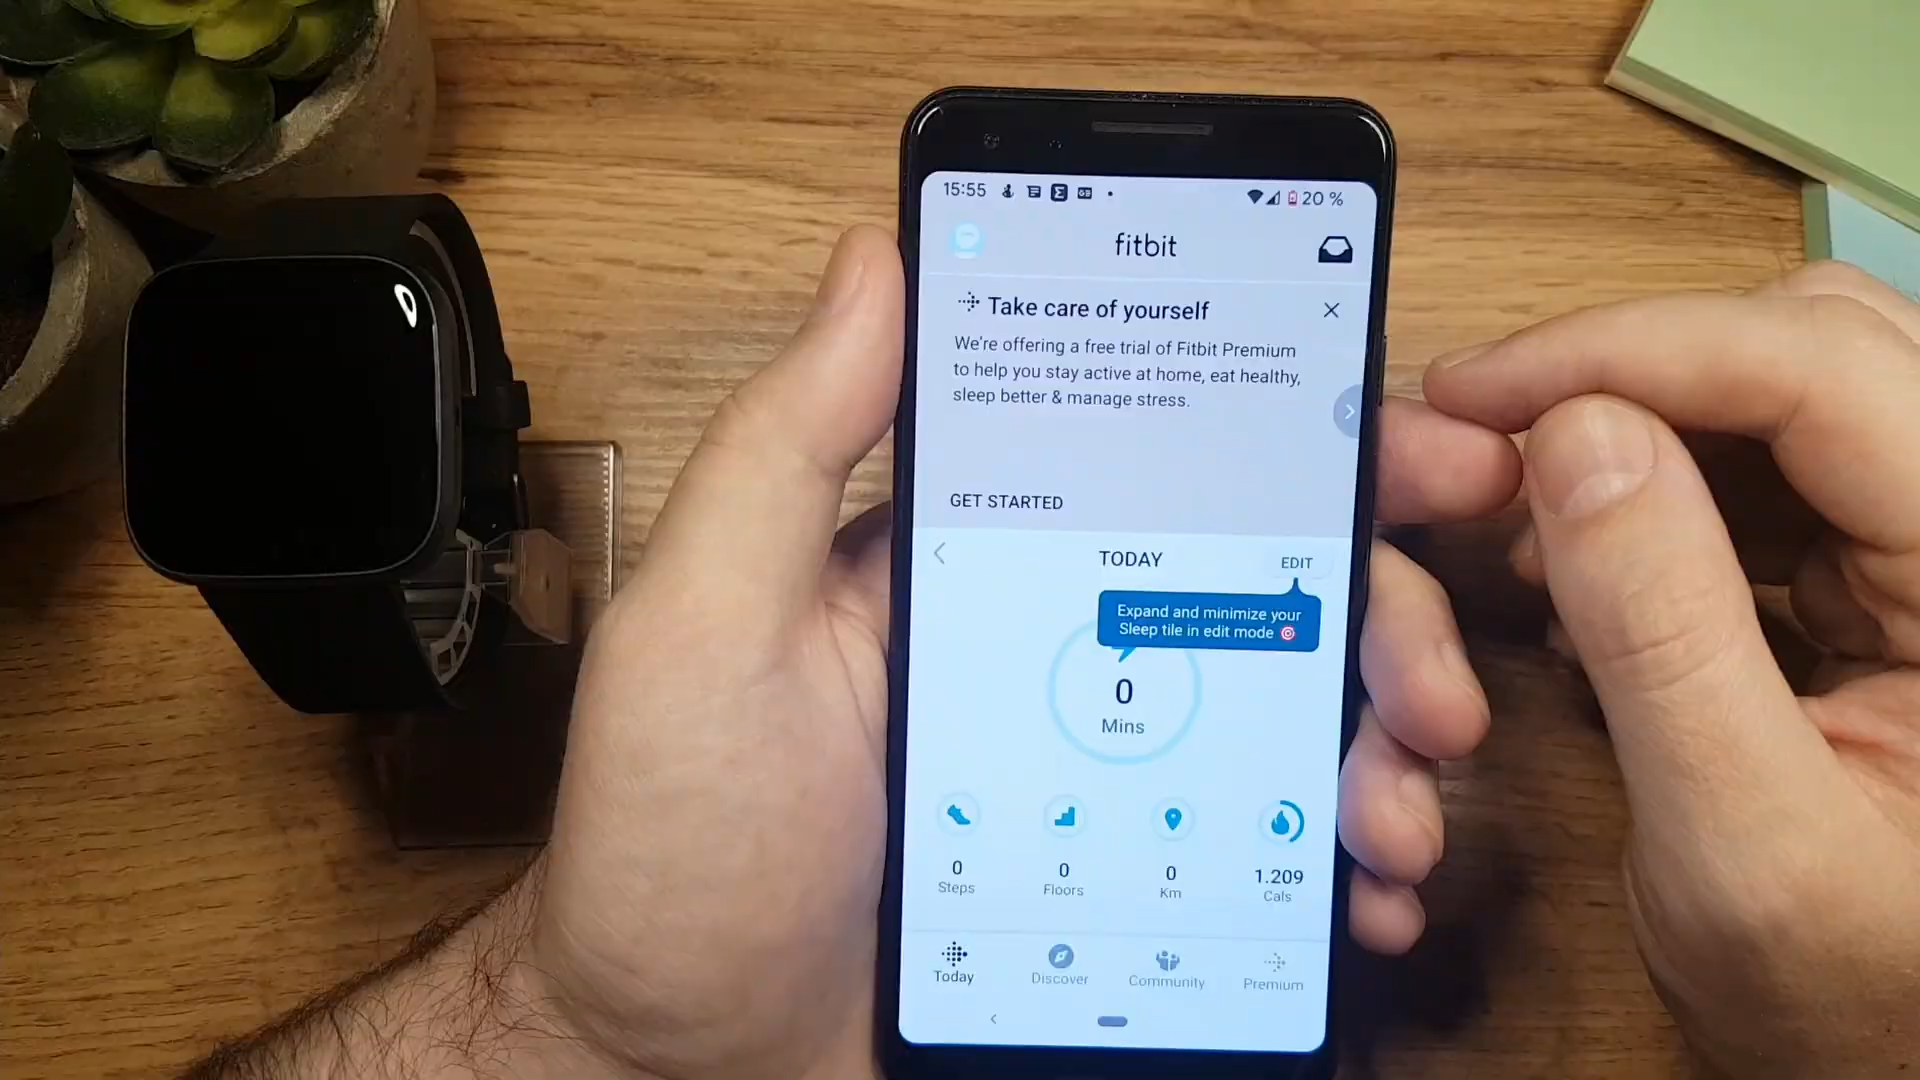 15:55
20 %
fitbit
Take care of yourself
We're offering a free trial of Fitbit Premium
to help you stay active at home, eat healthy,
sleep better & manage stress.
GET STARTED
TODAY
EDIT
Expand and minimize your
Sleep tile in edit mode
0
Mins
0
Steps
0
Floors
0
Km
1.209
Cals
Today
Discover
Community
Premium